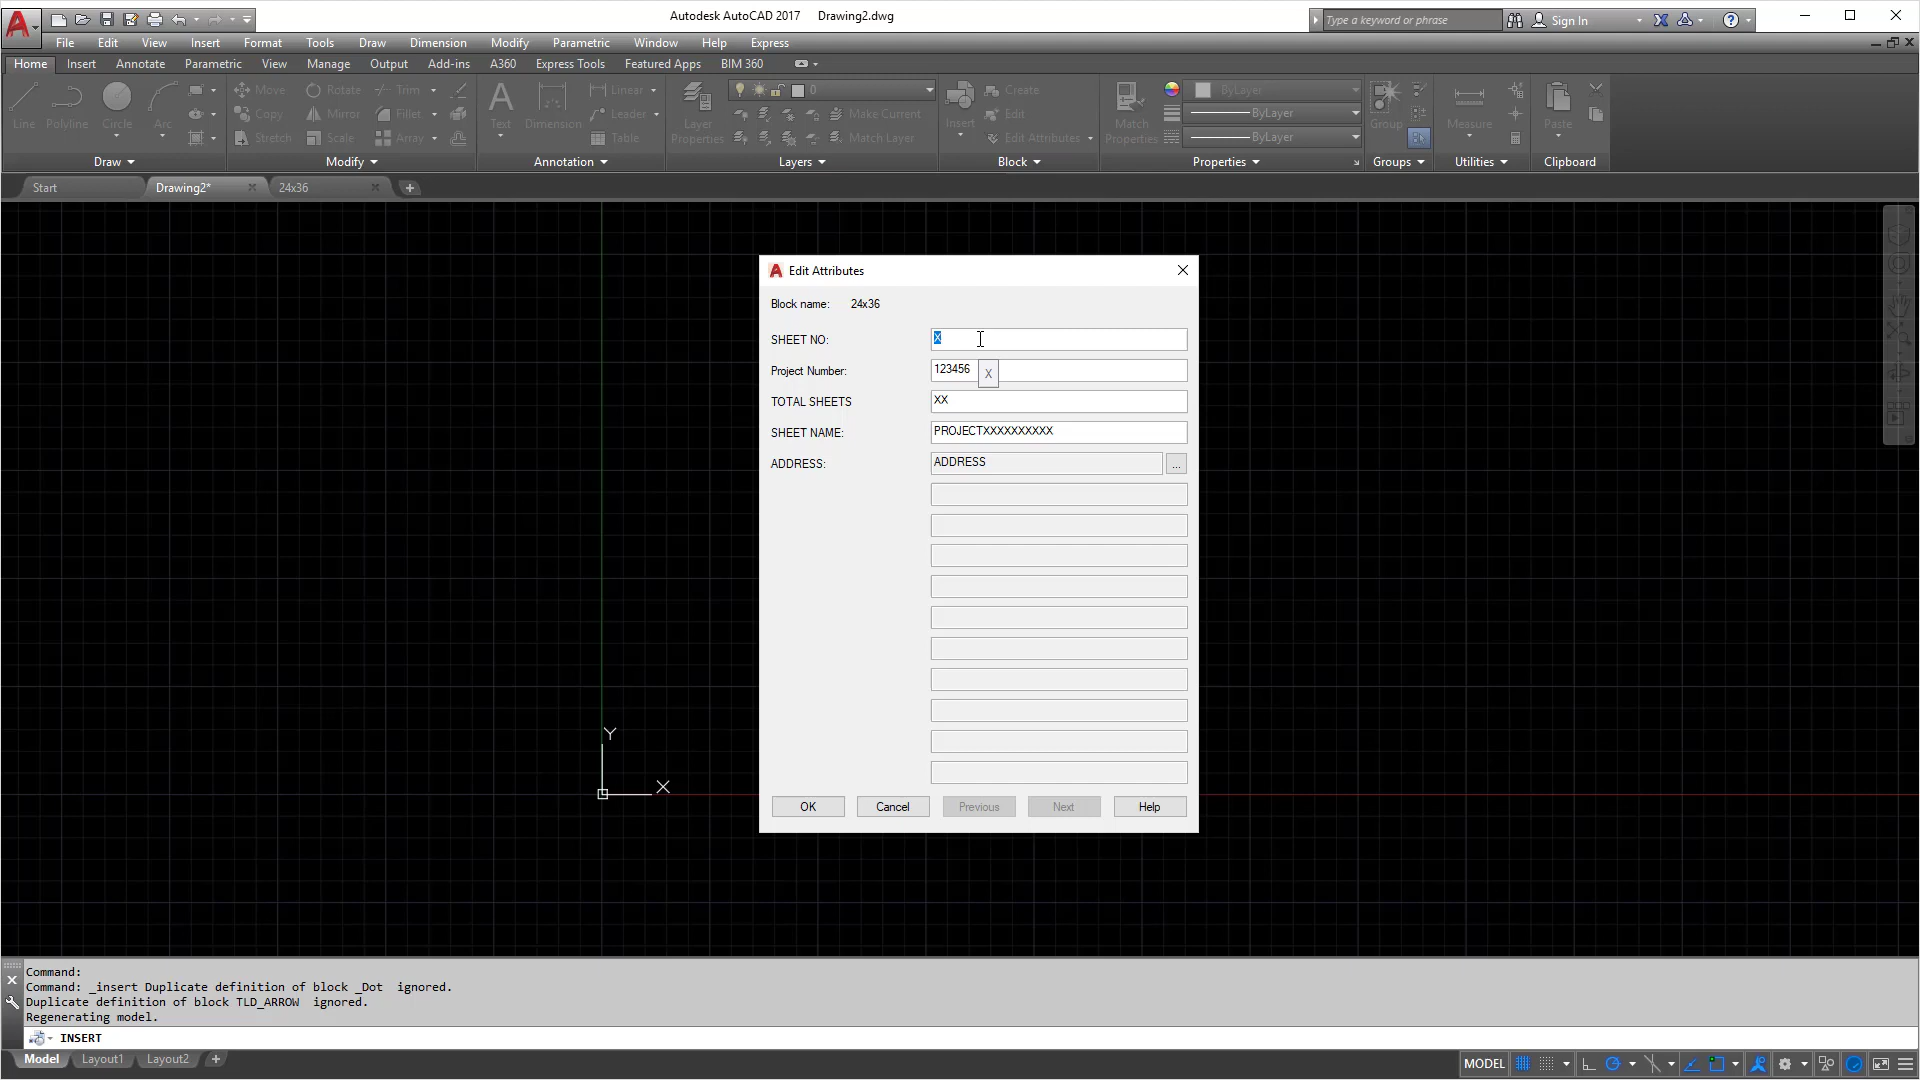 Autodesk AutoCAD 2017 Drawing2.dwg
Type a keyword or phrase
Sign In
File Edit View Insert Format Tools Draw Dimension Modify Parametric Window Help Express
Home Insert Annotate Parametric View Manage Output Add-ins A360 Express Tools Featured Apps BIM 360
Line Polyline Circle Arc
Move Rotate Trim
Copy Mirror Fillet
Stretch Scale Array
Text Dimension
Linear
Leader
Table
Layer Properties
0
Make Current
Match Layer
Insert
Create
Edit
Edit Attributes
Match Properties
ByLayer
ByLayer
ByLayer
Group
Measure
Paste
Draw Modify Annotation Layers Block Properties Groups Utilities Clipboard
Start Drawing2* 24x36
Edit Attributes
Block name: 24x36
SHEET NO: X
Project Number: 123456
X
TOTAL SHEETS XX
SHEET NAME: PROJECTXXXXXXXXXX
ADDRESS: ADDRESS ...
OK Cancel Previous Next Help
Y
X
Command:
Command: _insert Duplicate definition of block _Dot ignored.
Duplicate definition of block TLD_ARROW ignored.
Regenerating model.
INSERT
Model Layout1 Layout2 +
MODEL